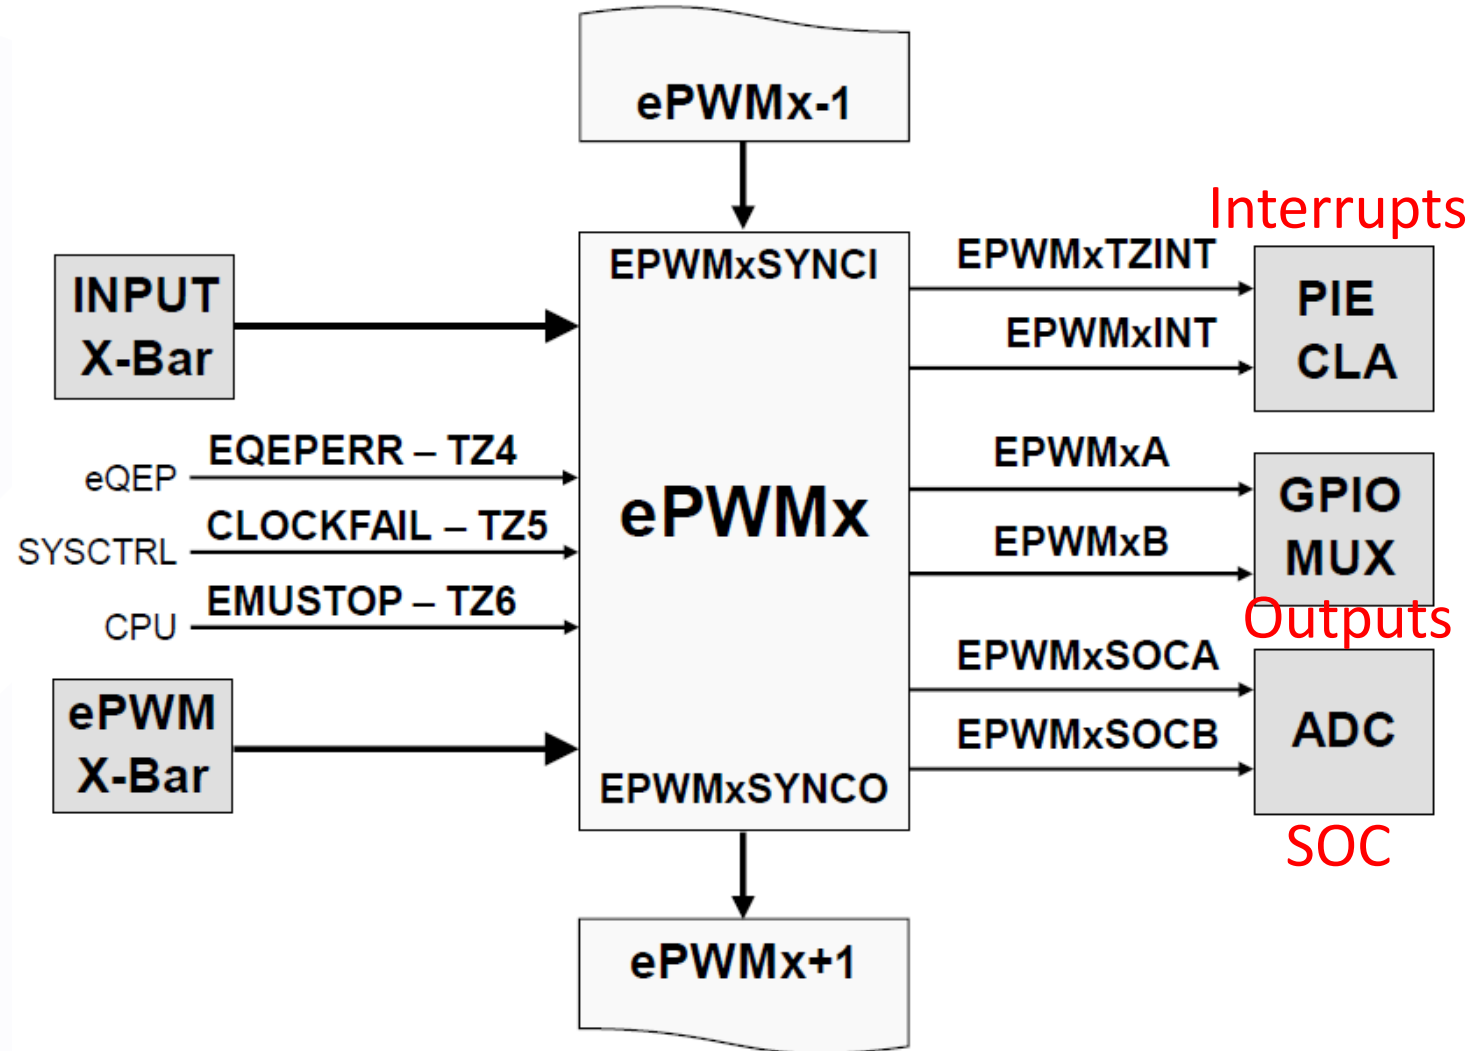 ePWMx-1
Interrupts
EPWMxSYNCI
EPWMxTZINT
INPUT
X-Bar
PIE
CLA
EPWMxINT
EQEPERR – TZ4
eQEP
EPWMxA
GPIO
MUX
ePWMx
CLOCKFAIL – TZ5
SYSCTRL
EPWMxB
EMUSTOP – TZ6
CPU
Outputs
EPWMxSOCA
ePWM
X-Bar
EPWMxSOCB
ADC
EPWMxSYNCO
SOC
ePWMx+1